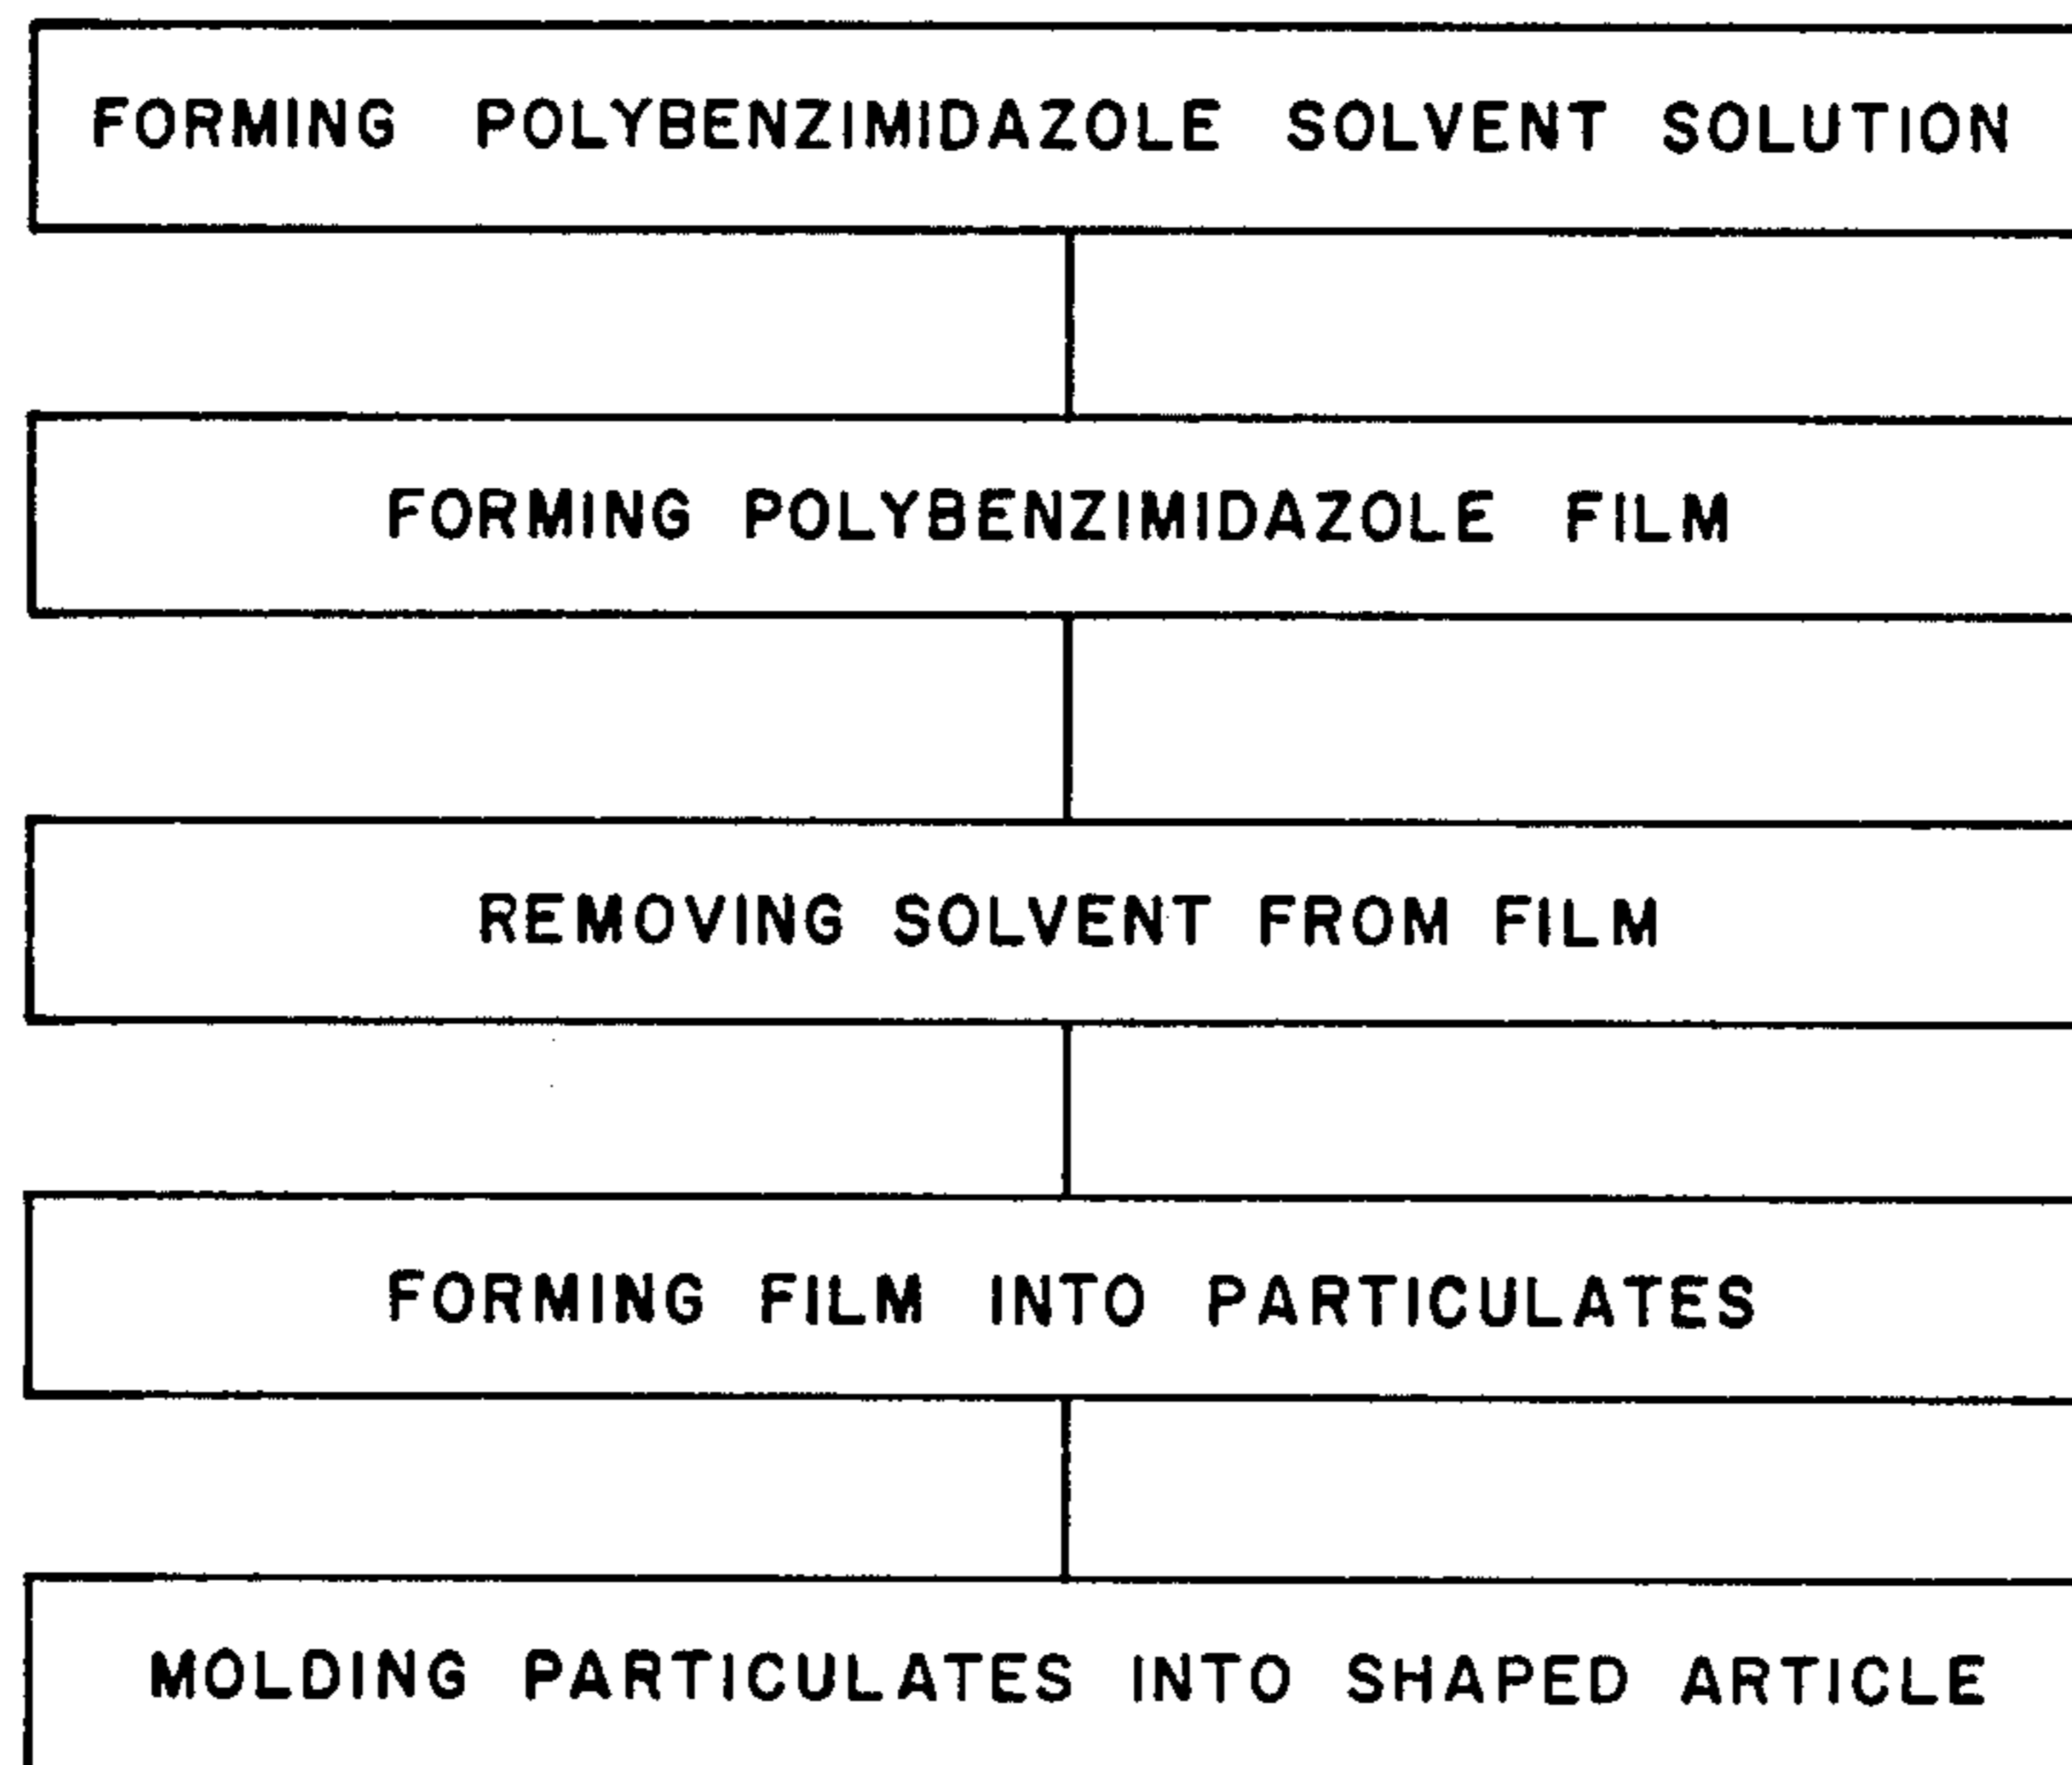 FORMING POLYBENZIMIDAZOLE SOLVENT SOLUTION
FORMING POLYBENZIMIDAZOLE FILM
REMOVING SOLVENT FROM FILM
FORMING FILM INTO PARTICULATES
MOLDING PARTICULATES INTO SHAPED ARTICLE